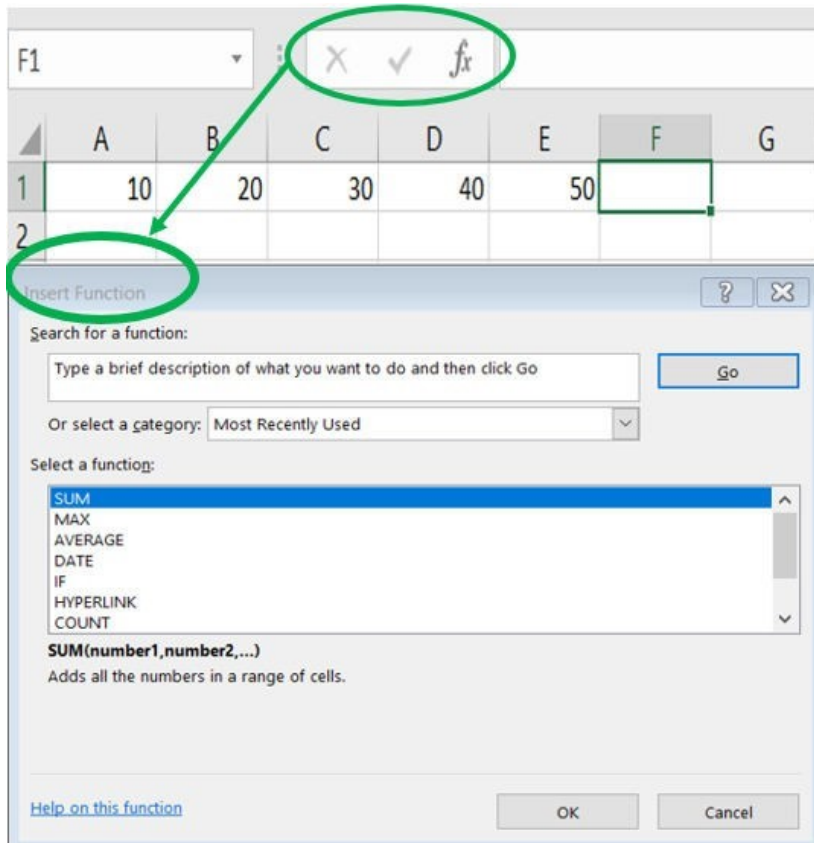 F1 fx
A B C D E F G
1 10 20 30 40 50
2
Insert Function
Search for a function:
Type a brief description of what you want to do and then click Go
Go
Or select a category: Most Recently Used
Select a function:
SUM
MAX
AVERAGE
DATE
IF
HYPERLINK
COUNT
SUM(number1,number2,...)
Adds all the numbers in a range of cells.
Help on this function
OK Cancel